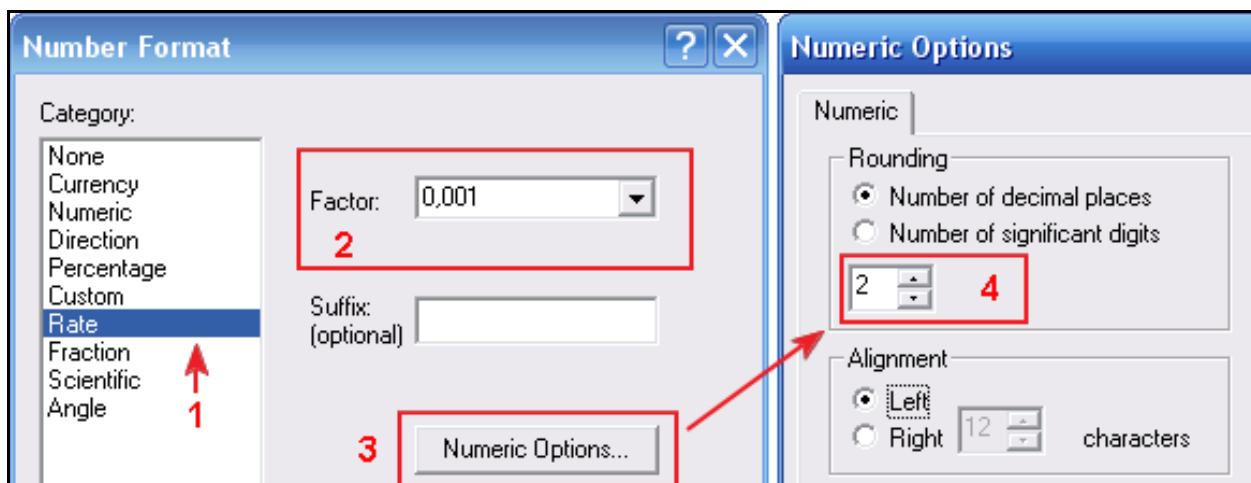 Number Format
Category:
None
Currency
Numeric
Direction
Percentage
Custom
Rate
Fraction
Scientific
Angle
1
Factor: 0,001
2
Suffix:
(optional)
3 Numeric Options...
Numeric Options
Numeric
Rounding
Number of decimal places
Number of significant digits
2 4
Alignment
Left
Right 12 characters